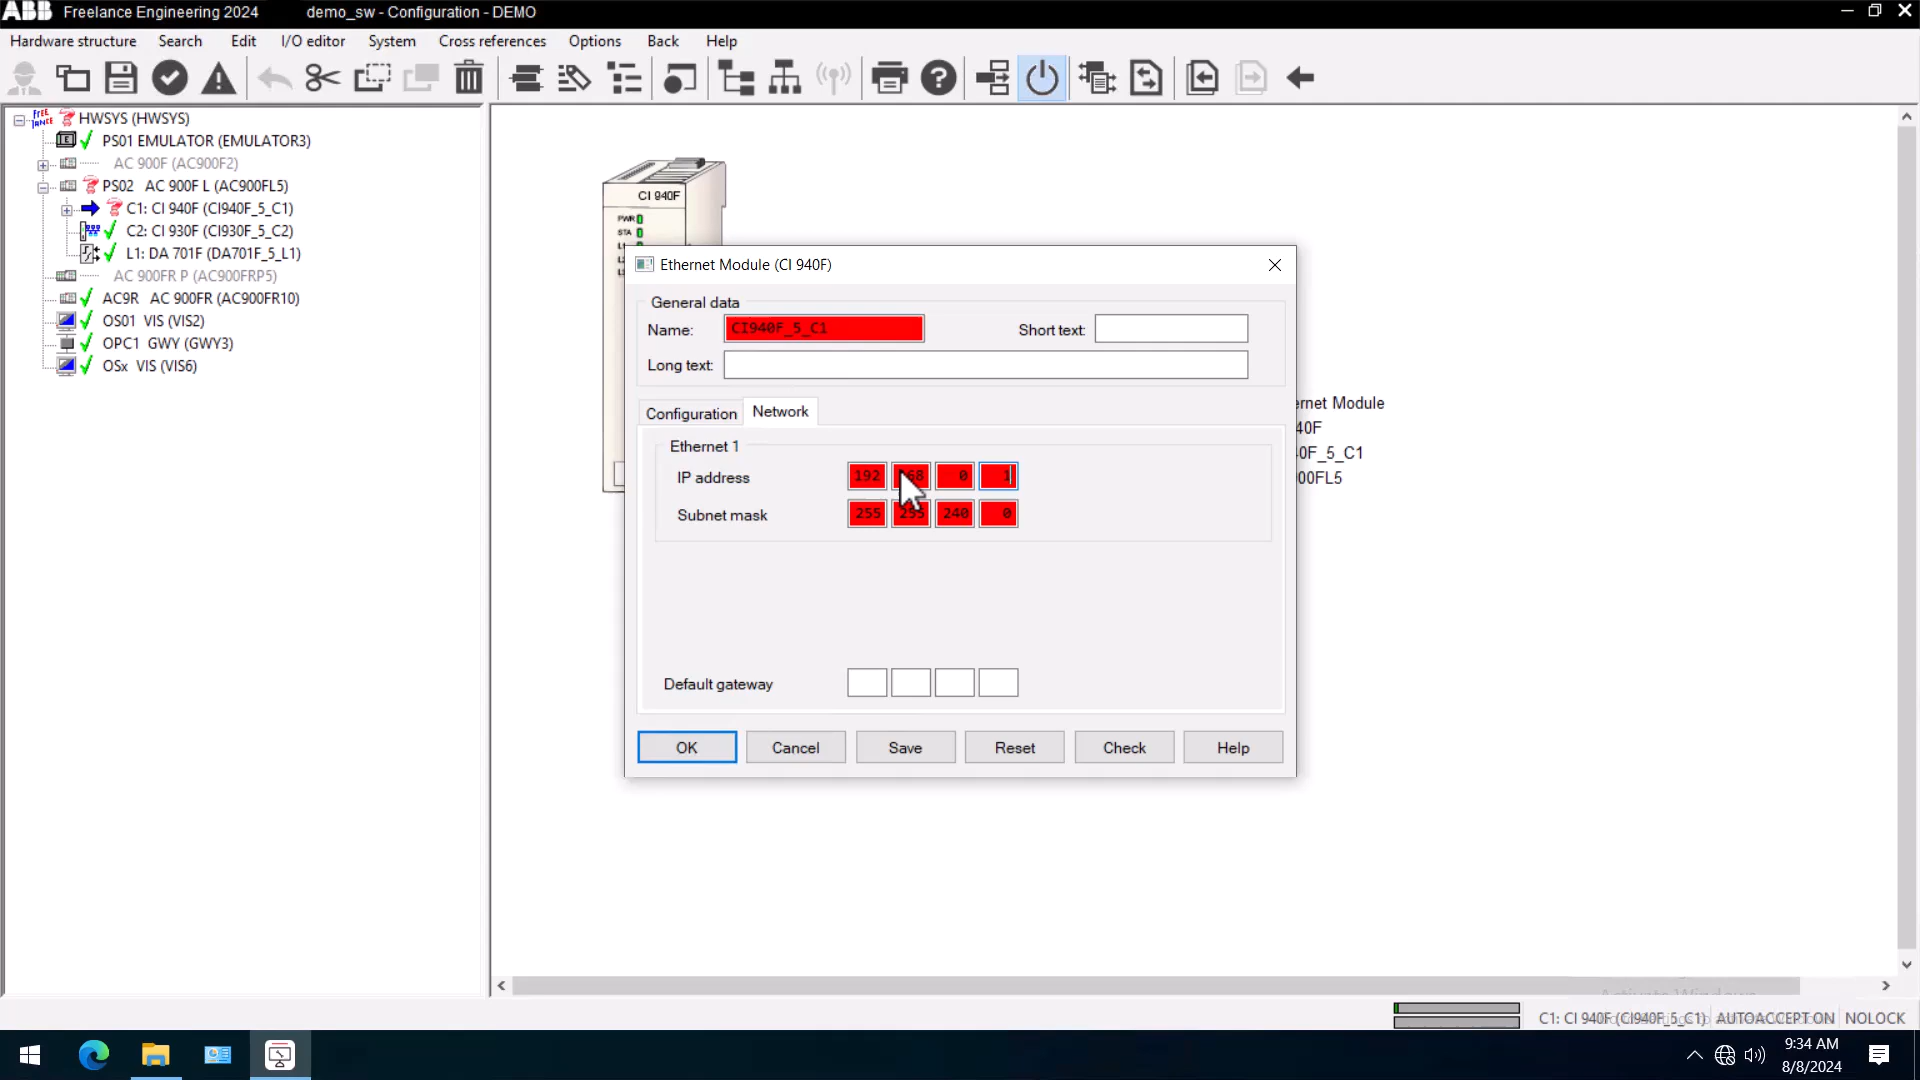 ABB Freelance Engineering 2024 demo_sw - Configuration - DEMO
Hardware structure Search Edit I/O editor System Cross references Options Back Help
HWSYS (HWSYS)
PS01 EMULATOR (EMULATOR3)
AC 900F (AC900F2)
PS02 AC 900F L (AC900FL5)
C1: CI 940F (CI940F_5_C1)
C2: CI 930F (CI930F_5_C2)
L1: DA 701F (DA701F_5_L1)
AC 900FR P (AC900FRP5)
AC9R AC 900FR (AC900FR10)
OS01 VIS (VIS2)
OPC1 GWY (GWY3)
OSx VIS (VIS6)
CI 940F
PWR
STA
Ethernet Module (CI 940F)
General data
Name: CI940F_5_C1 Short text:
Long text:
Configuration Network
Ethernet 1
IP address 192 0 1
Subnet mask 255 255 240 0
Default gateway
OK Cancel Save Reset Check Help
ernet Module
40F
0F_5_C1
00FL5
C1: CI 940F (CI940F_5_C1) AUTOACCEPT ON NOLOCK
9:34 AM
8/8/2024